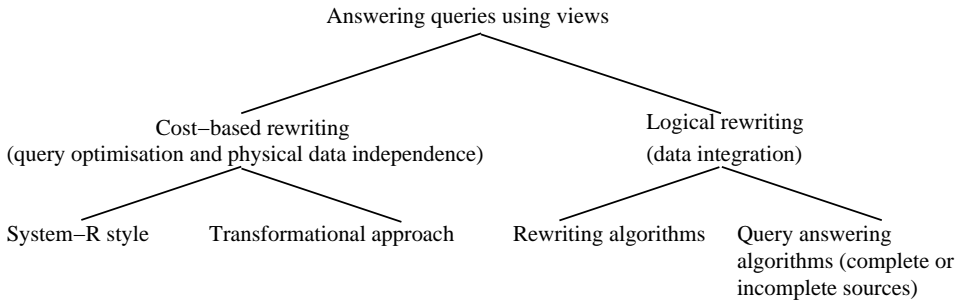 Answering queries using views
Cost−based rewriting
(query optimisation and physical data independence)
Logical rewriting
(data integration)
System−R style
Transformational approach
Rewriting algorithms
Query answering
algorithms (complete or
incomplete sources)